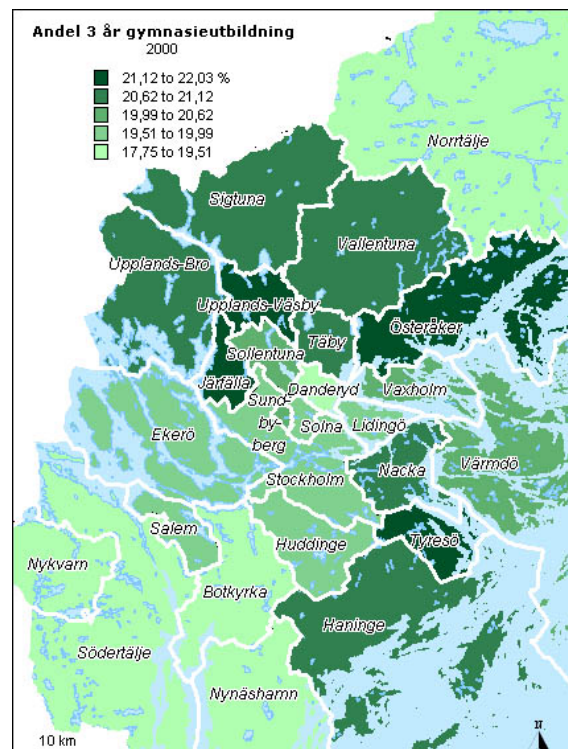 Andel 3 år gymnasieutbildning
2000
21,12 to 22,03 %
20,62 to 21,12
19,99 to 20,62
19,51 to 19,99
17,75 to 19,51
Norrtälje
Sigtuna
Vallentuna
Upplands-Bro
Upplands-Väsby
Österåker
Sollentuna
Täby
Järfälla
Danderyd
Vaxholm
Sund-
by-
berg
Solna
Lidingö
Ekerö
Värmdö
Nacka
Stockholm
Salem
Huddinge
Tyresö
Nykvarn
Botkyrka
Haninge
Södertälje
Nynäshamn
10 km
N